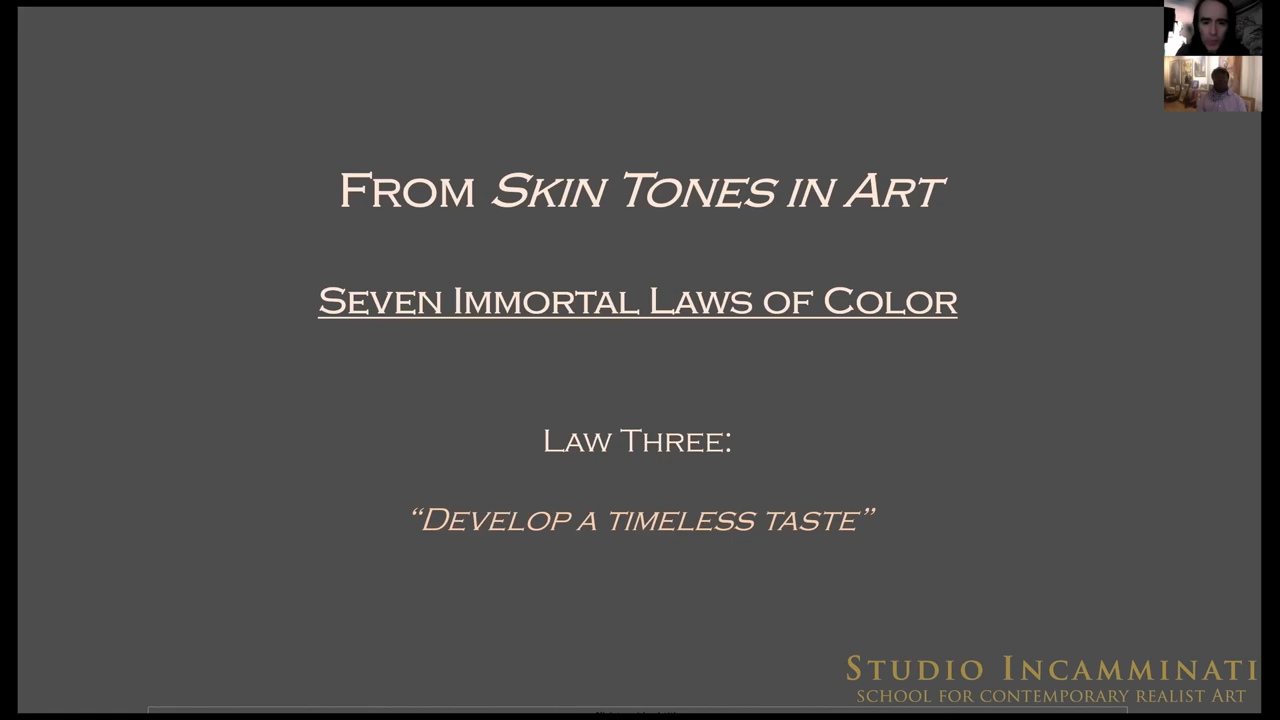 From Skin Tones in Art
Seven Immortal Laws of Color
Law Three:
“Develop a timeless taste”
Studio Incamminati
School for Contemporary Realist Art